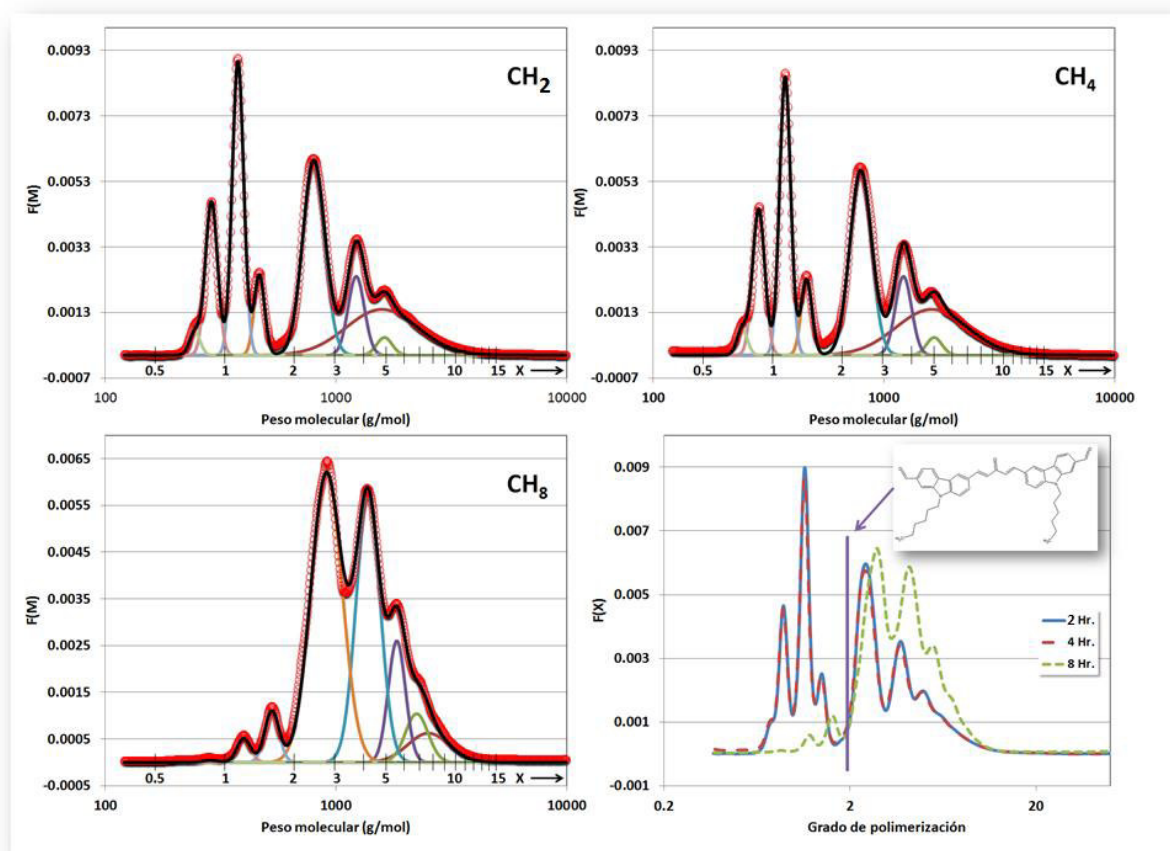 CH2
F(M)
0.0093
0.0073
0.0053
0.0033
0.0013
-0.0007
0.5 1 2 3 5 10 15 X
100 1000 10000
Peso molecular (g/mol)
CH4
F(M)
0.0093
0.0073
0.0053
0.0033
0.0013
-0.0007
0.5 1 2 3 5 10 15 X
100 1000 10000
Peso molecular (g/mol)
CH8
F(M)
0.0065
0.0055
0.0045
0.0035
0.0025
0.0015
0.0005
-0.0005
0.5 1 2 3 5 10 15 X
100 1000 10000
Peso molecular (g/mol)
F(X)
0.009
0.007
0.005
0.003
0.001
-0.001
2 Hr.
4 Hr.
8 Hr.
0.2 2 20
Grado de polimerización